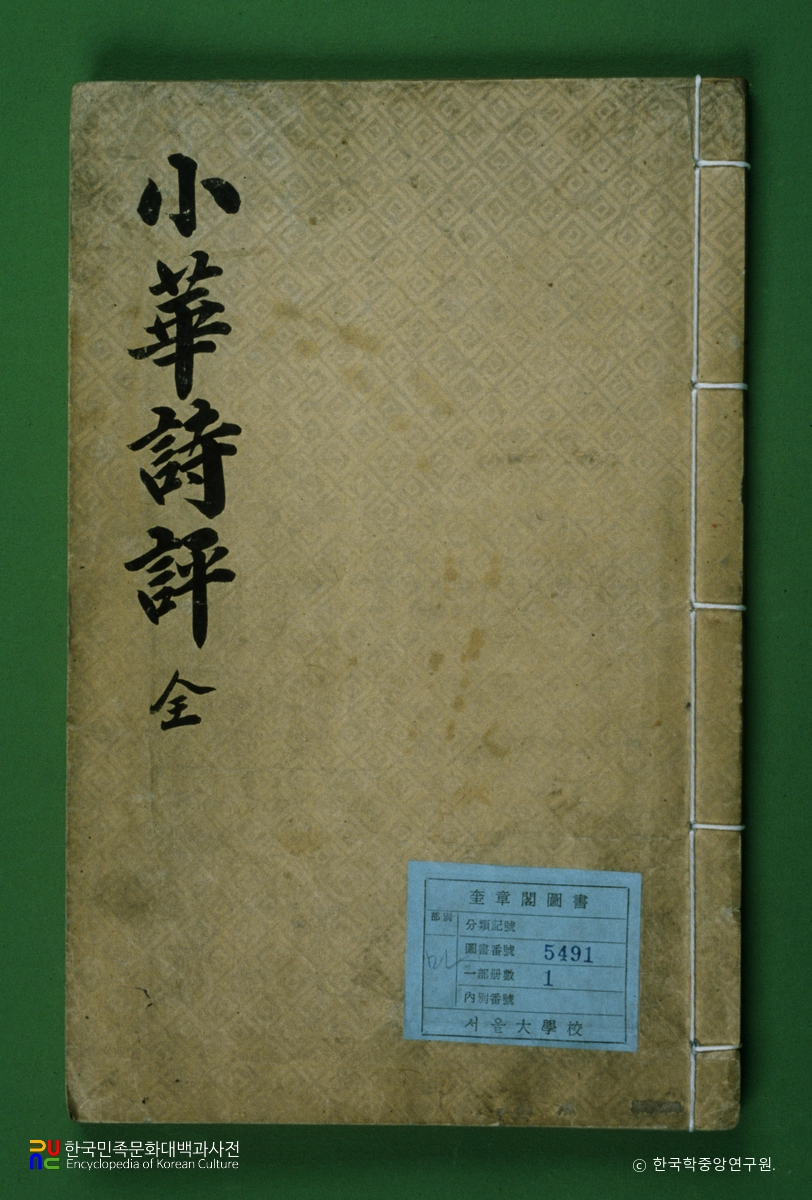 小華詩評 全
奎章閣圖書
部別
分類記號
圖書番號 5491
一部册數 1
內別番號
서울大學校
한국민족문화대백과사전
Encyclopedia of Korean Culture
© 한국학중앙연구원.